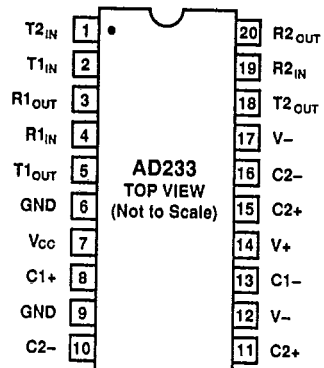 T2IN 1 20 R2OUT
T1IN 2 19 R2IN
R1OUT 3 18 T2OUT
R1IN 4 17 V–
T1OUT 5 16 C2–
GND 6 15 C2+
VCC 7 14 V+
C1+ 8 13 C1–
GND 9 12 V–
C2– 10 11 C2+
AD233
TOP VIEW
(Not to Scale)